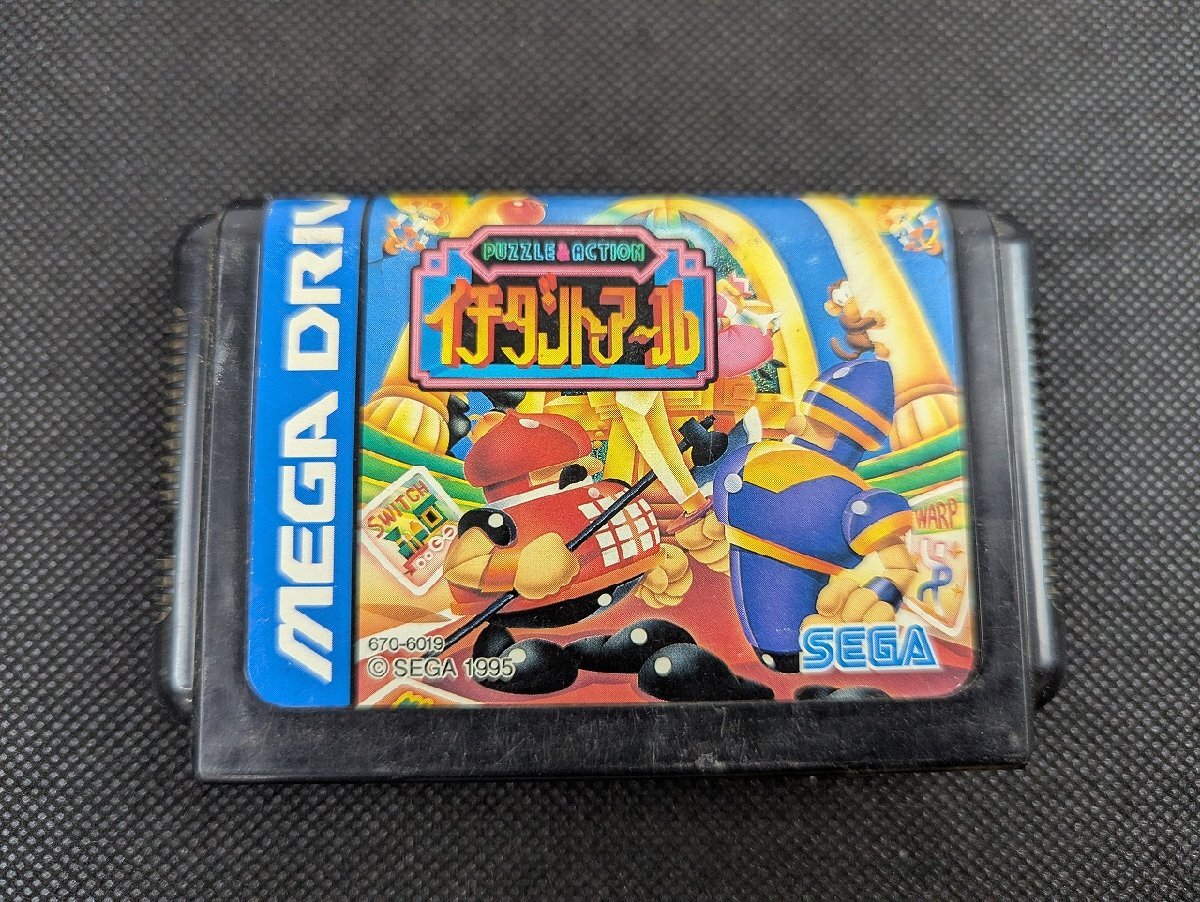 MEGA DRIV
PUZZLE & ACTION
イチダントアール
SWITCH
WARP
670-6019
© SEGA 1995
SEGA